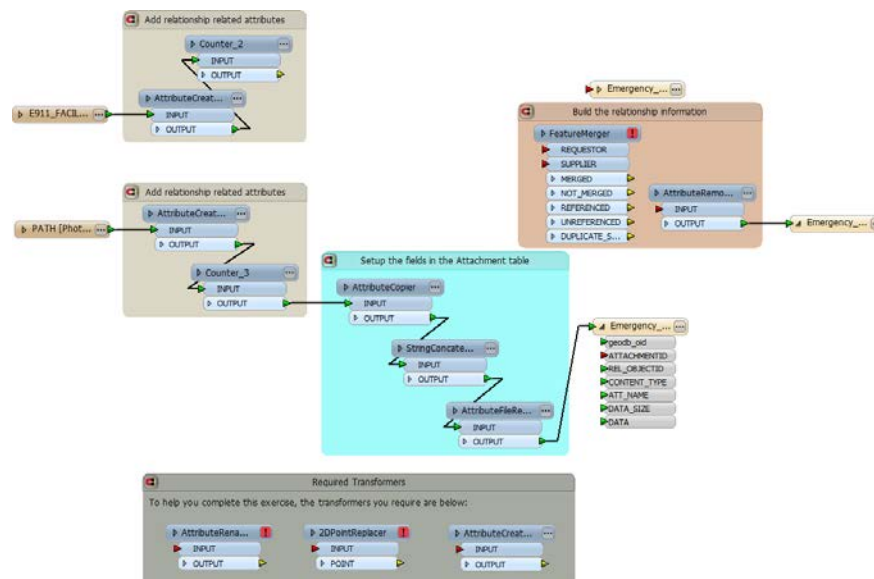 Add relationship related attributes
Counter_2
INPUT
OUTPUT
AttributeCreat...
INPUT
OUTPUT
E911_FACIL...
Add relationship related attributes
AttributeCreat...
INPUT
OUTPUT
PATH [Phot...
Counter_3
INPUT
OUTPUT
Setup the fields in the Attachment table
AttributeCopier
INPUT
OUTPUT
StringConcate...
INPUT
OUTPUT
AttributeFileRe...
INPUT
OUTPUT
Emergency_...
Build the relationship information
FeatureMerger
REQUESTOR
SUPPLIER
MERGED
NOT_MERGED
REFERENCED
UNREFERENCED
DUPLICATE_S...
AttributeRemo...
INPUT
OUTPUT
Emergency_...
Emergency_...
geodb_oid
ATTACHMENTID
REL_OBJECTID
CONTENT_TYPE
ATT_NAME
DATA_SIZE
DATA
Required Transformers
To help you complete this exercise, the transformers you require are below:
AttributeRena...
INPUT
OUTPUT
2DPointReplacer
INPUT
POINT
AttributeCreat...
INPUT
OUTPUT